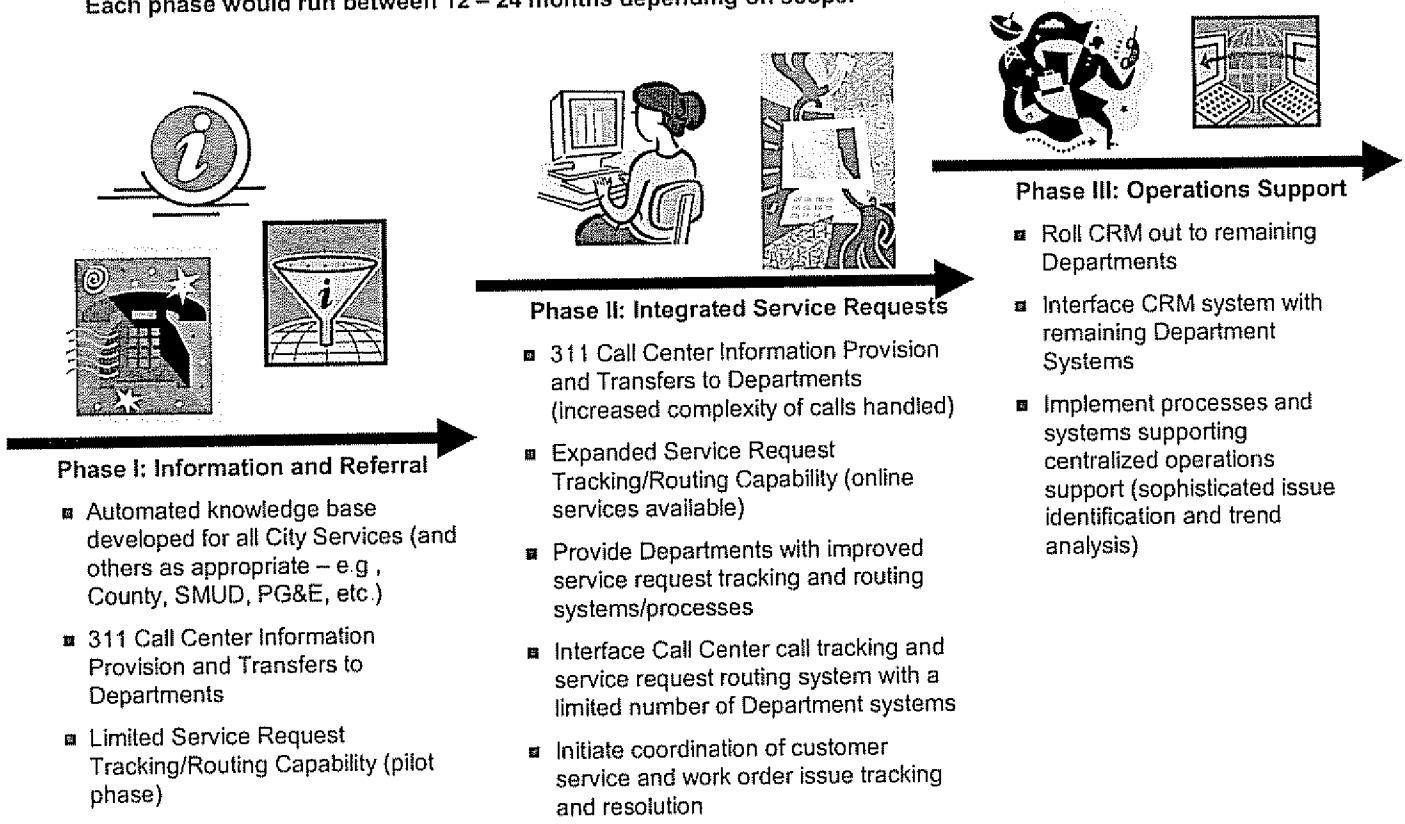 Each phase would run between 12 – 24 months depending on scope.
Phase I: Information and Referral
■ Automated knowledge base
developed for all City Services (and
others as appropriate – e.g ,
County, SMUD, PG&E, etc.)
■ 311 Call Center Information
Provision and Transfers to
Departments
■ Limited Service Request
Tracking/Routing Capability (pilot
phase)
Phase II: Integrated Service Requests
■ 311 Call Center Information Provision
and Transfers to Departments
(increased complexity of calls handled)
■ Expanded Service Request
Tracking/Routing Capability (online
services available)
■ Provide Departments with improved
service request tracking and routing
systems/processes
■ Interface Call Center call tracking and
service request routing system with a
limited number of Department systems
■ Initiate coordination of customer
service and work order issue tracking
and resolution
Phase III: Operations Support
■ Roll CRM out to remaining
Departments
■ Interface CRM system with
remaining Department
Systems
■ Implement processes and
systems supporting
centralized operations
support (sophisticated issue
identification and trend
analysis)